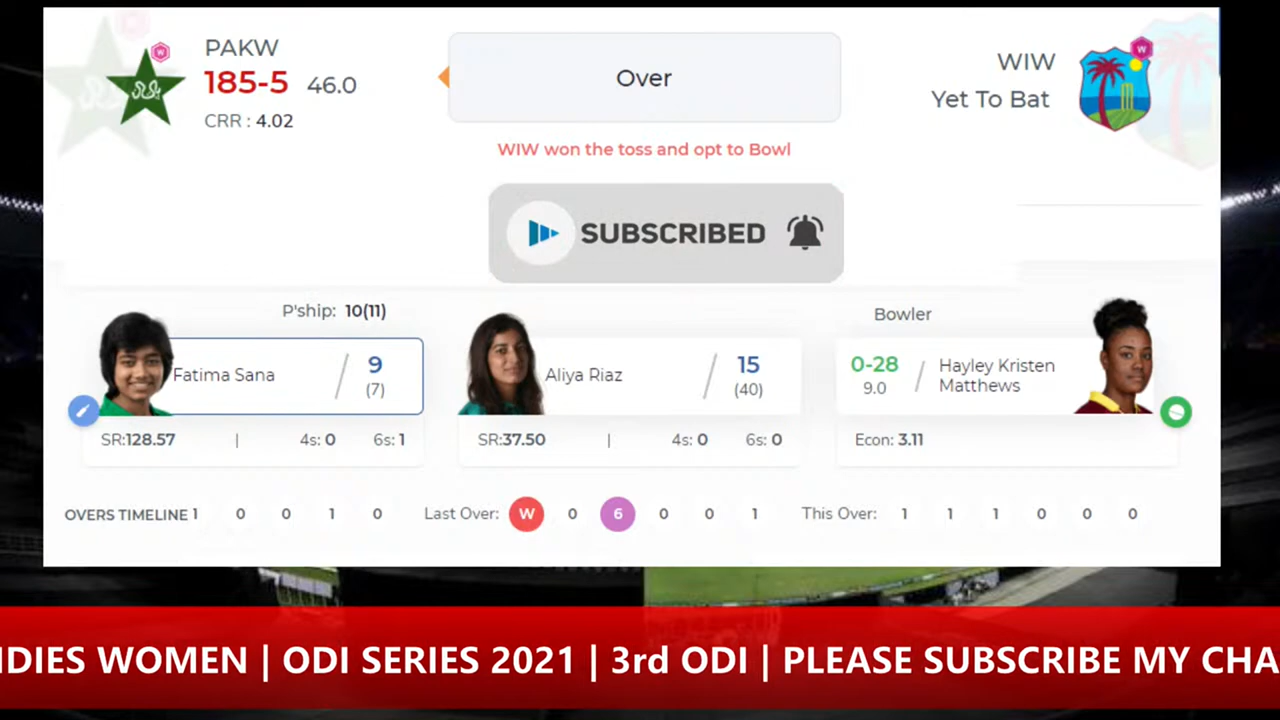 PAKW
185-5 46.0
CRR : 4.02
Over
WIW won the toss and opt to Bowl
WIW
Yet To Bat
W
W
SUBSCRIBED
P'ship: 10(11)
Fatima Sana / 9 (7)
SR:128.57 | 4s: 0 6s: 1
Aliya Riaz / 15 (40)
SR:37.50 | 4s: 0 6s: 0
Bowler
0-28 9.0 / Hayley Kristen Matthews
Econ: 3.11
OVERS TIMELINE 1 0 0 1 0 Last Over: W 0 6 0 0 1 This Over: 1 1 1 0 0 0
NDIES WOMEN | ODI SERIES 2021 | 3rd ODI | PLEASE SUBSCRIBE MY CHA